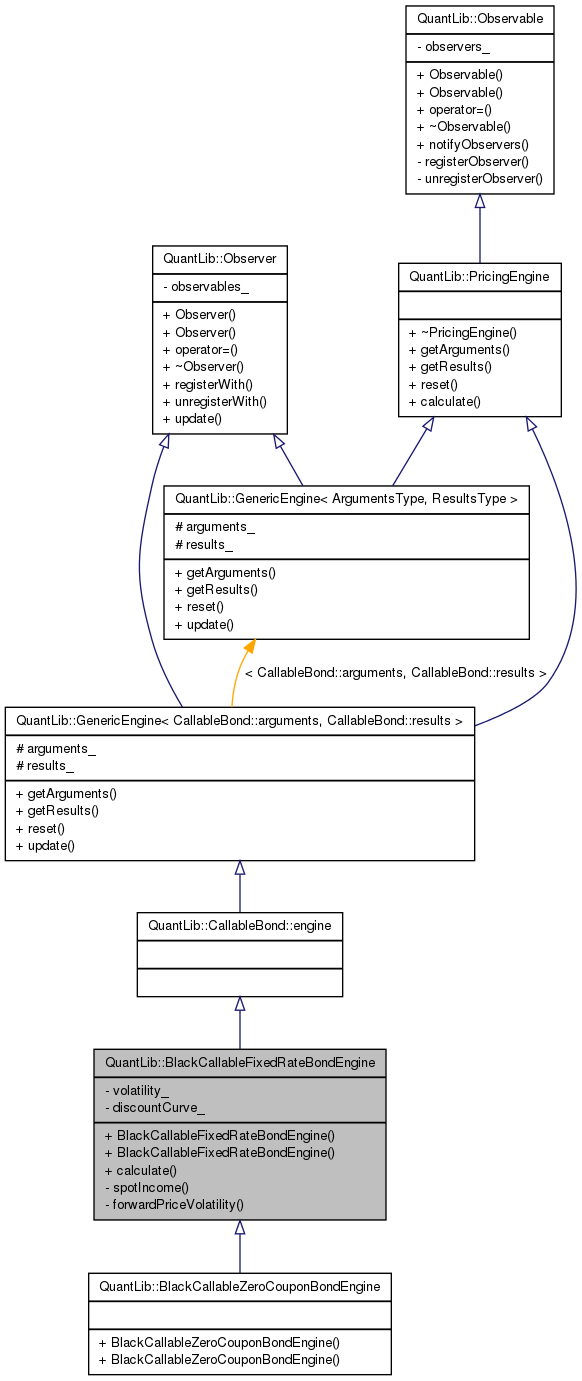 QuantLib::Observable
- observers_
+ Observable()
+ Observable()
+ operator=()
+ ~Observable()
+ notifyObservers()
- registerObserver()
- unregisterObserver()
QuantLib::Observer
- observables_
+ Observer()
+ Observer()
+ operator=()
+ ~Observer()
+ registerWith()
+ unregisterWith()
+ update()
QuantLib::PricingEngine
+ ~PricingEngine()
+ getArguments()
+ getResults()
+ reset()
+ calculate()
QuantLib::GenericEngine< ArgumentsType, ResultsType >
# arguments_
# results_
+ getArguments()
+ getResults()
+ reset()
+ update()
< CallableBond::arguments, CallableBond::results >
QuantLib::GenericEngine< CallableBond::arguments, CallableBond::results >
# arguments_
# results_
+ getArguments()
+ getResults()
+ reset()
+ update()
QuantLib::CallableBond::engine
QuantLib::BlackCallableFixedRateBondEngine
- volatility_
- discountCurve_
+ BlackCallableFixedRateBondEngine()
+ BlackCallableFixedRateBondEngine()
+ calculate()
- spotIncome()
- forwardPriceVolatility()
QuantLib::BlackCallableZeroCouponBondEngine
+ BlackCallableZeroCouponBondEngine()
+ BlackCallableZeroCouponBondEngine()